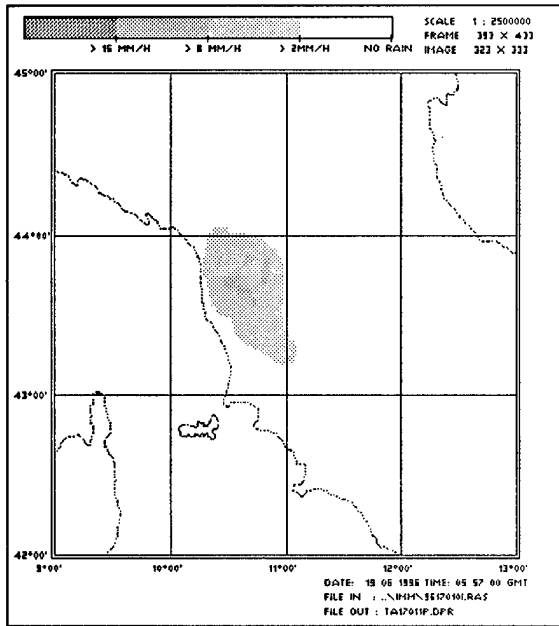 SCALE 1 : 2500000
FRAME 393 X 433
IMAGE 323 X 333
> 16 MM/H > 8 MM/H > 2MM/H NO RAIN
45°00'
44°00'
43°00'
42°00'
9°00' 10°00' 11°00' 12°00' 13°00'
DATE: 19 06 1996 TIME: 05 57 00 GMT
FILE IN : ..\INM\9617010I.RAS
FILE OUT : TA17011P.DPR